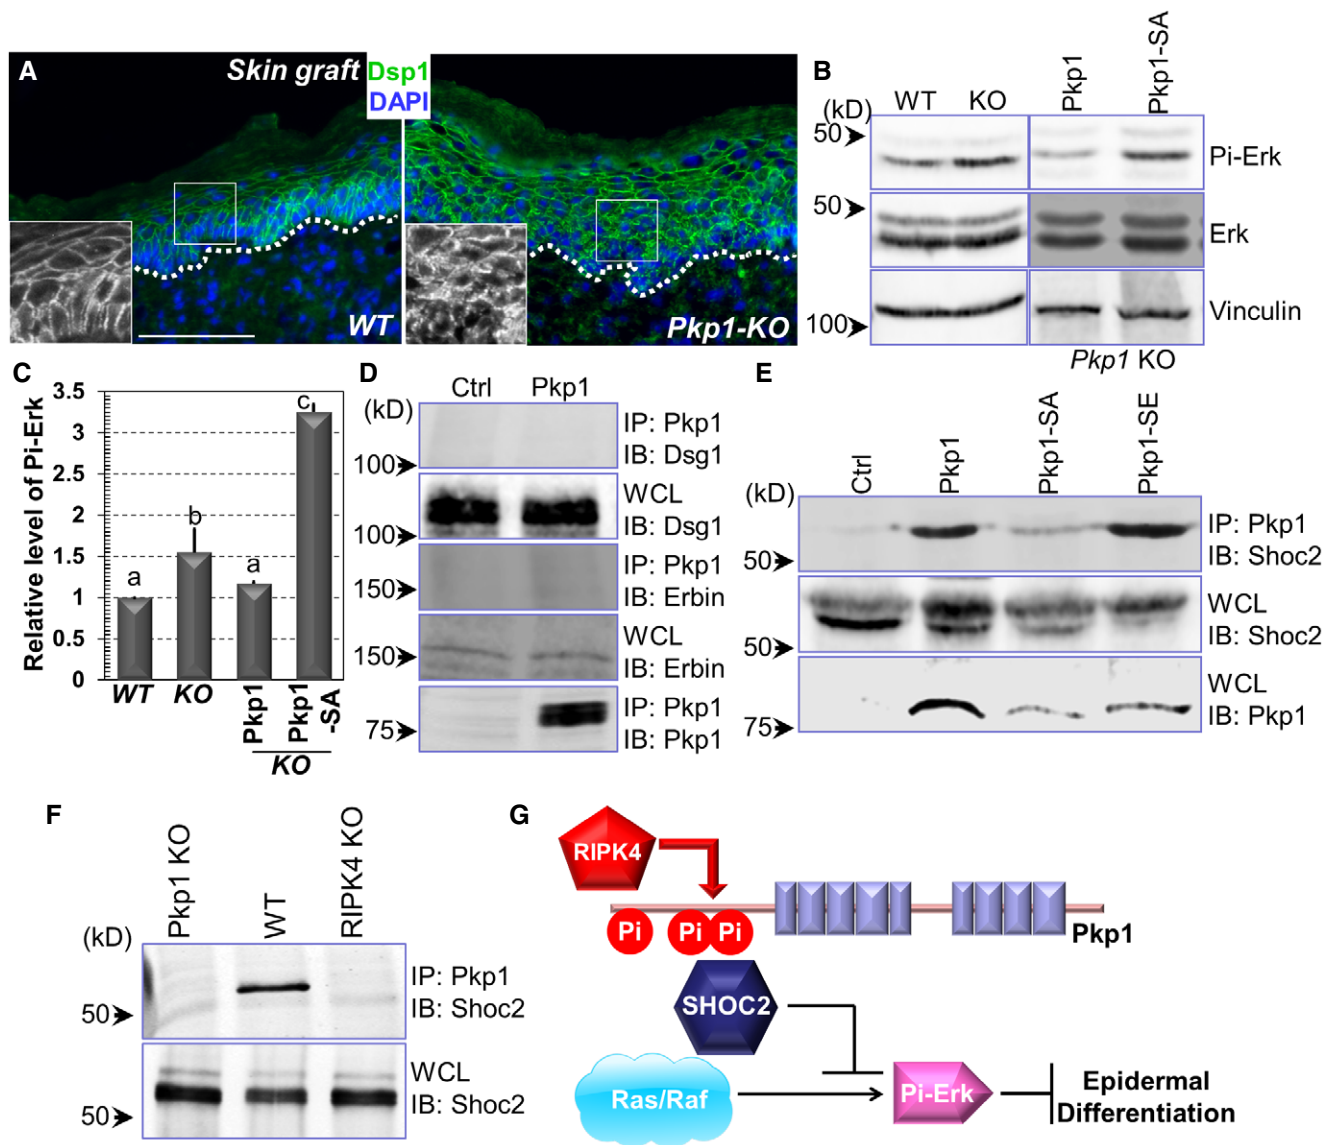 A
Skin graft
Dsp1
DAPI
WT
Pkp1-KO
B
(kD)
WT
KO
Pkp1
Pkp1-SA
50
Pi-Erk
50
Erk
100
Vinculin
Pkp1 KO
C
Relative level of Pi-Erk
3.5
3
2.5
2
1.5
1
0.5
0
a
b
a
c
WT
KO
Pkp1
Pkp1
-SA
KO
D
(kD)
Ctrl
Pkp1
100
IP: Pkp1
IB: Dsg1
100
WCL
IB: Dsg1
150
IP: Pkp1
IB: Erbin
150
WCL
IB: Erbin
75
IP: Pkp1
IB: Pkp1
E
(kD)
Ctrl
Pkp1
Pkp1-SA
Pkp1-SE
50
IP: Pkp1
IB: Shoc2
50
WCL
IB: Shoc2
75
WCL
IB: Pkp1
F
(kD)
Pkp1 KO
WT
RIPK4 KO
50
IP: Pkp1
IB: Shoc2
50
WCL
IB: Shoc2
G
RIPK4
Pi
Pi
Pi
Pkp1
SHOC2
Ras/Raf
Pi-Erk
Epidermal
Differentiation